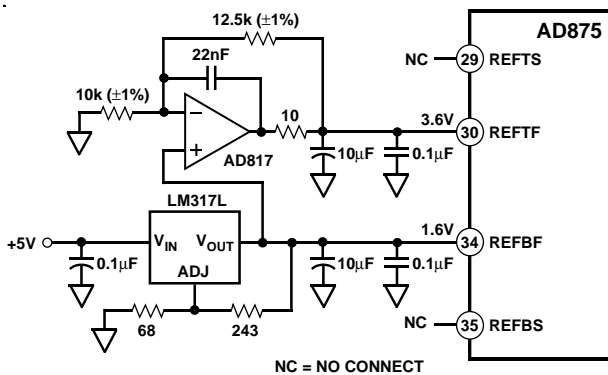 12.5k (±1%)
AD875
22nF
NC
29
REFTS
10k (±1%)
10
3.6V
30
REFTF
–
+
AD817
10µF
0.1µF
LM317L
1.6V
+5V
VIN
VOUT
34
REFBF
0.1µF
ADJ
10µF
0.1µF
68
243
NC
35
REFBS
NC = NO CONNECT